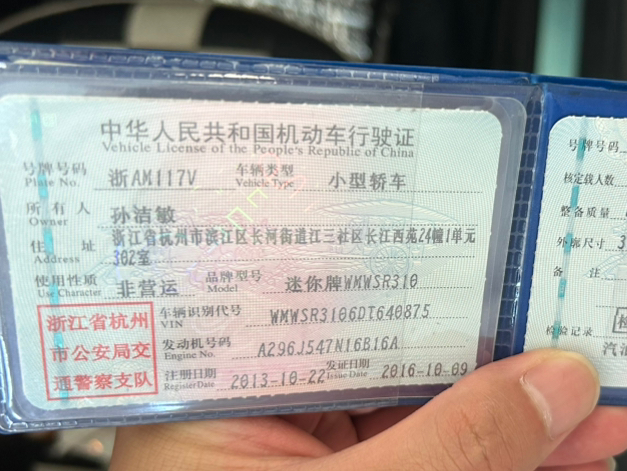 中华人民共和国机动车行驶证
Vehicle License of the People's Republic of China
号牌号码 Plate No. 浙AM117V 车辆类型 Vehicle Type 小型轿车
所有人 Owner 孙洁敏
住址 Address 浙江省杭州市滨江区长河街道江三社区长江西苑24幢1单元
302室
使用性质 Use Character 非营运 品牌型号 Model 迷你牌WMWSR310
浙江省杭州
市公安局交
通警察支队
车辆识别代号 VIN WMWSR3106DT640875
发动机号码 Engine No. A296J547N16B16A
注册日期 Register Date 2013-10-22 发证日期 Issue Date 2016-10-09
号牌号码
核定载人数
整备质量
外廓尺寸 3
备注
检验记录
汽油